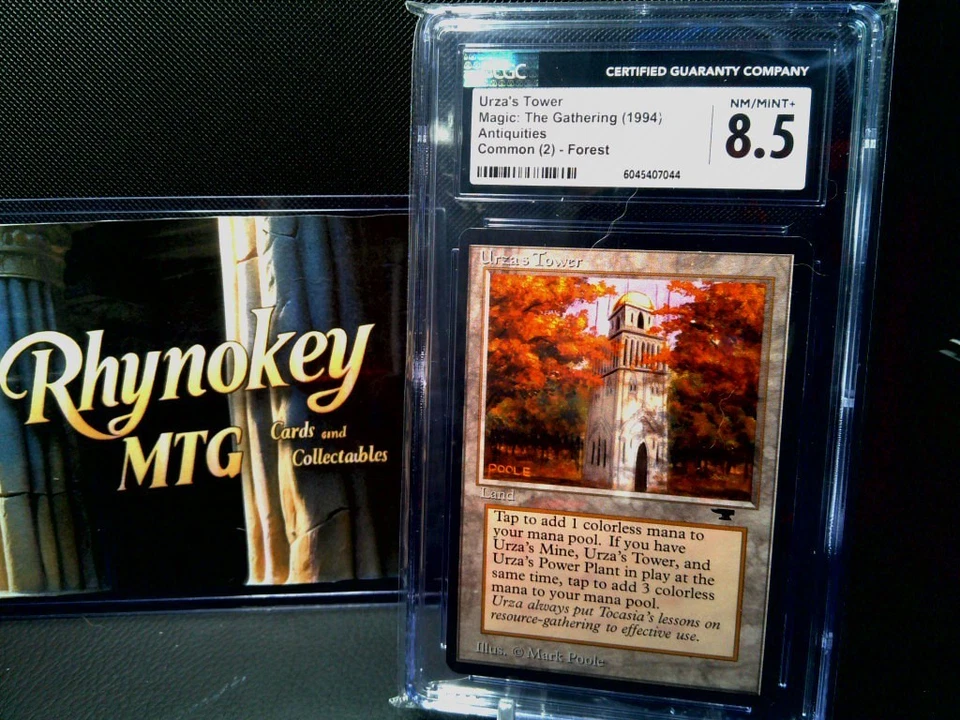 Rhynokey
MTG
Cards and
Collectables
CGC
CERTIFIED GUARANTY COMPANY
Urza's Tower
Magic: The Gathering (1994)
Antiquities
Common (2) - Forest
NM/MINT+
8.5
6045407044
Urza's Tower
POOLE
Land
Tap to add 1 colorless mana to
your mana pool. If you have
Urza's Mine, Urza's Tower, and
Urza's Power Plant in play at the
same time, tap to add 3 colorless
mana to your mana pool.
Urza always put Tocasia's lessons on
resource-gathering to effective use.
Illus. © Mark Poole